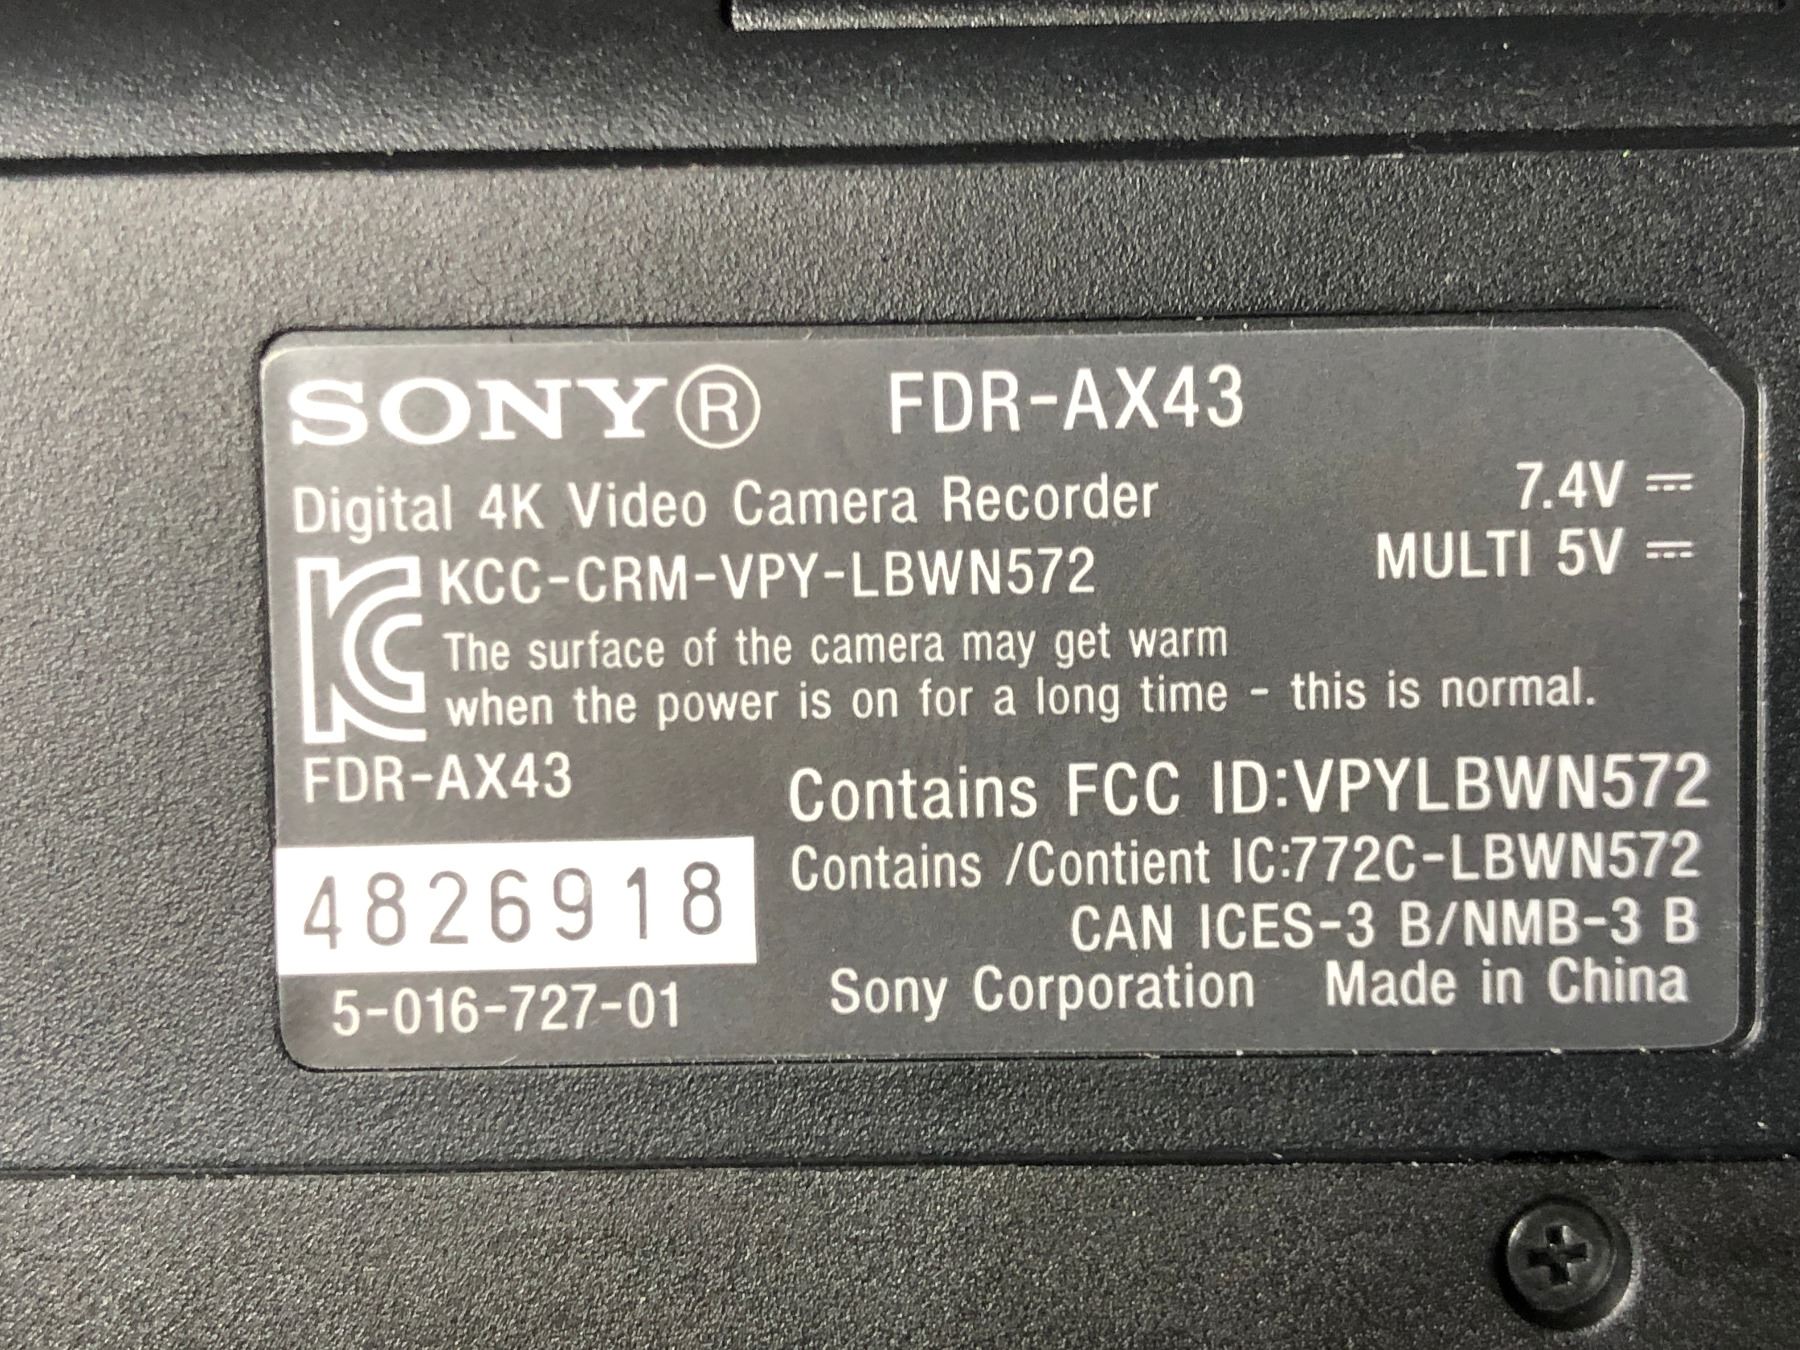 SONY® FDR-AX43
Digital 4K Video Camera Recorder 7.4V ⎓
KCC-CRM-VPY-LBWN572 MULTI 5V ⎓
The surface of the camera may get warm
when the power is on for a long time - this is normal.
FDR-AX43
Contains FCC ID:VPYLBWN572
Contains /Contient IC:772C-LBWN572
4826918
CAN ICES-3 B/NMB-3 B
5-016-727-01
Sony Corporation Made in China